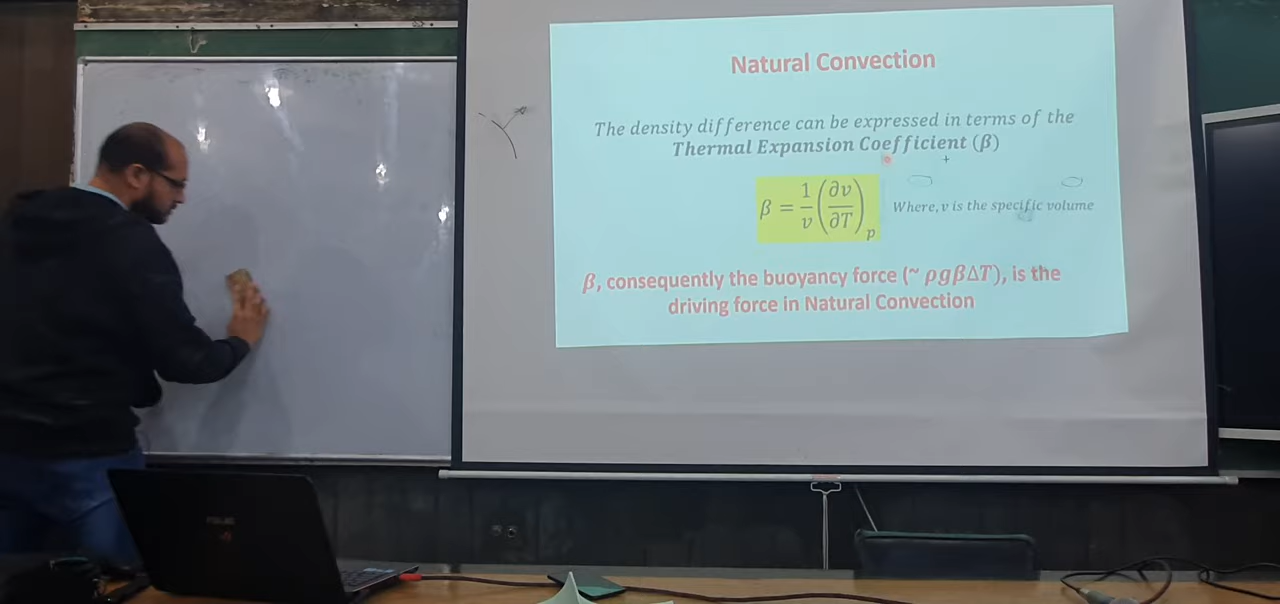 Natural Convection
The density difference can be expressed in terms of the
Thermal Expansion Coefficient (β)
β = 1/v (∂v/∂T)p
Where, v is the specific volume
β, consequently the buoyancy force (~ ρgβΔT), is the
driving force in Natural Convection